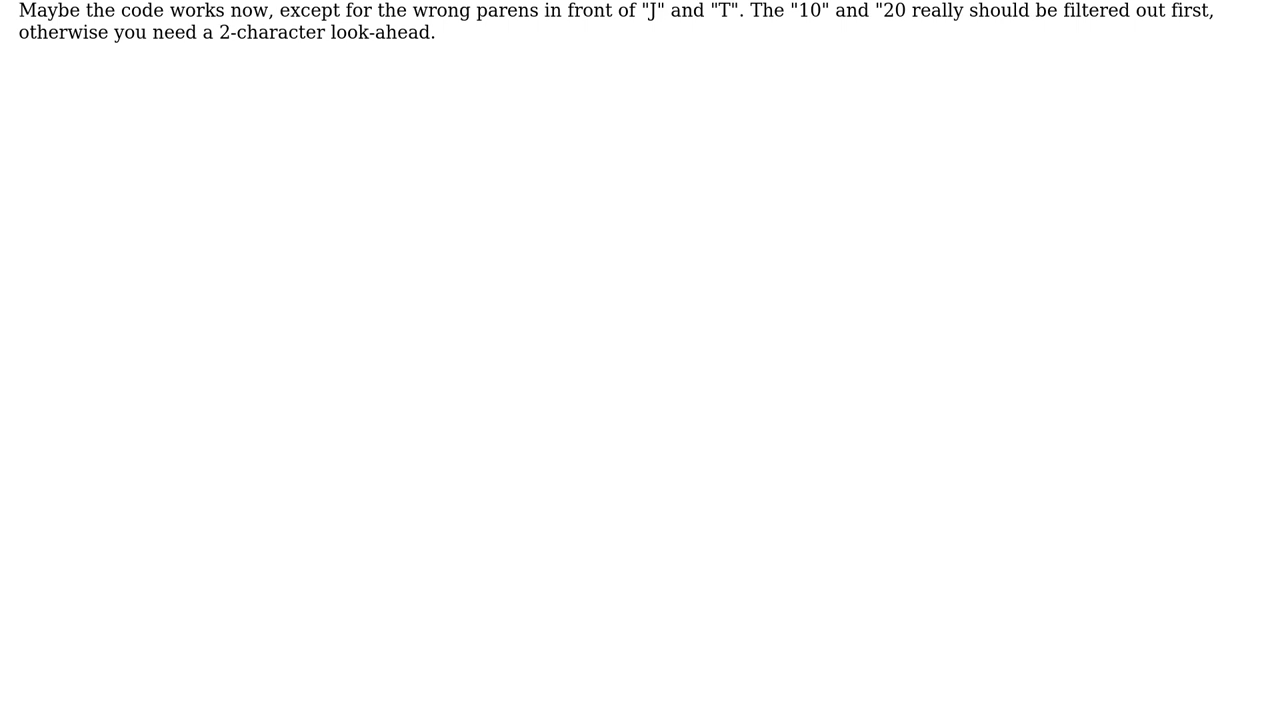 Maybe the code works now, except for the wrong parens in front of "J" and "T". The "10" and "20 really should be filtered out first,
otherwise you need a 2-character look-ahead.